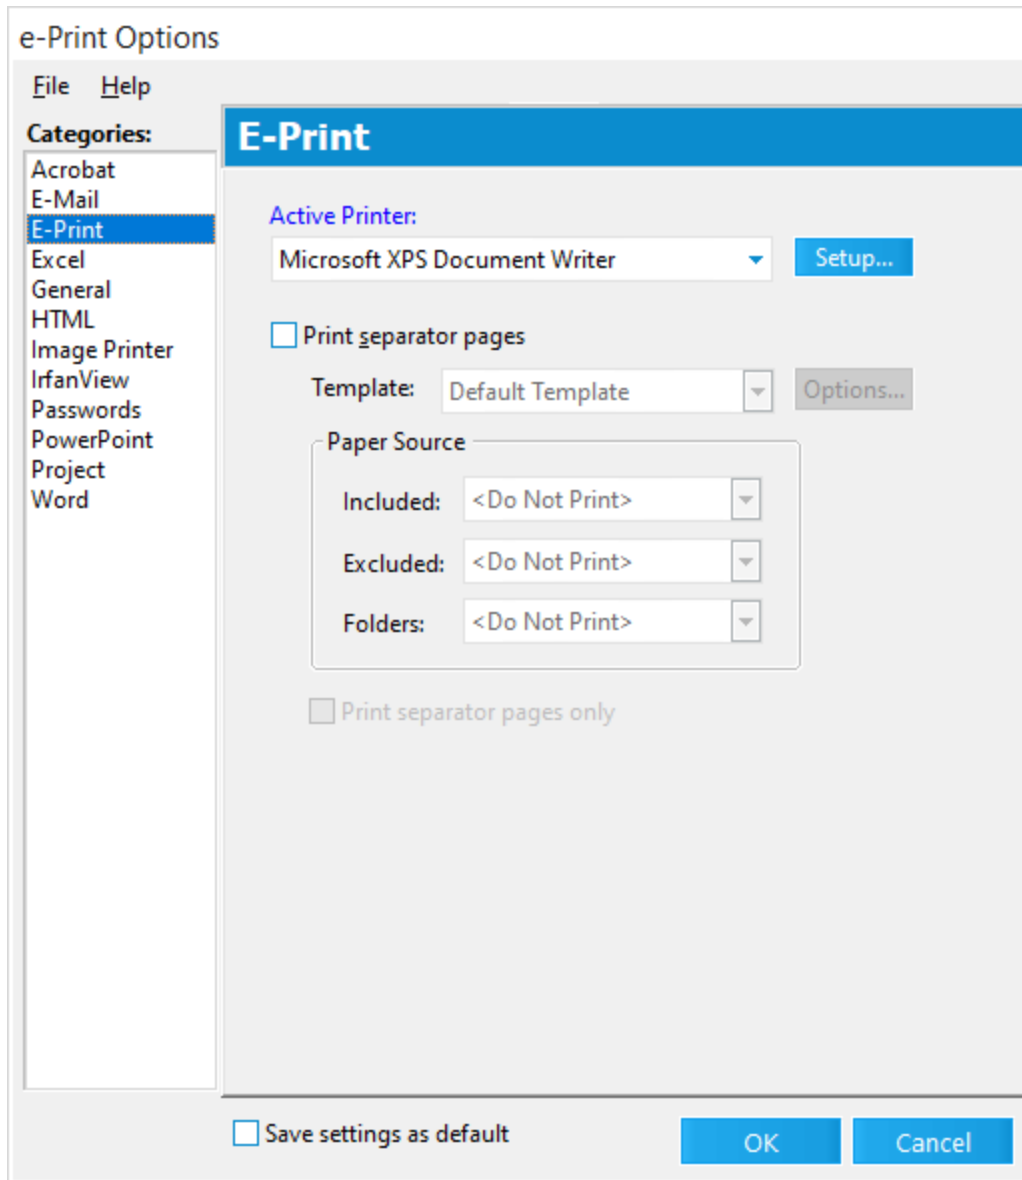 e-Print Options
File Help
Categories:
Acrobat
E-Mail
E-Print
Excel
General
HTML
Image Printer
IrfanView
Passwords
PowerPoint
Project
Word
E-Print
Active Printer:
Microsoft XPS Document Writer Setup...
Print separator pages
Template: Default Template Options...
Paper Source
Included: <Do Not Print>
Excluded: <Do Not Print>
Folders: <Do Not Print>
Print separator pages only
Save settings as default OK Cancel